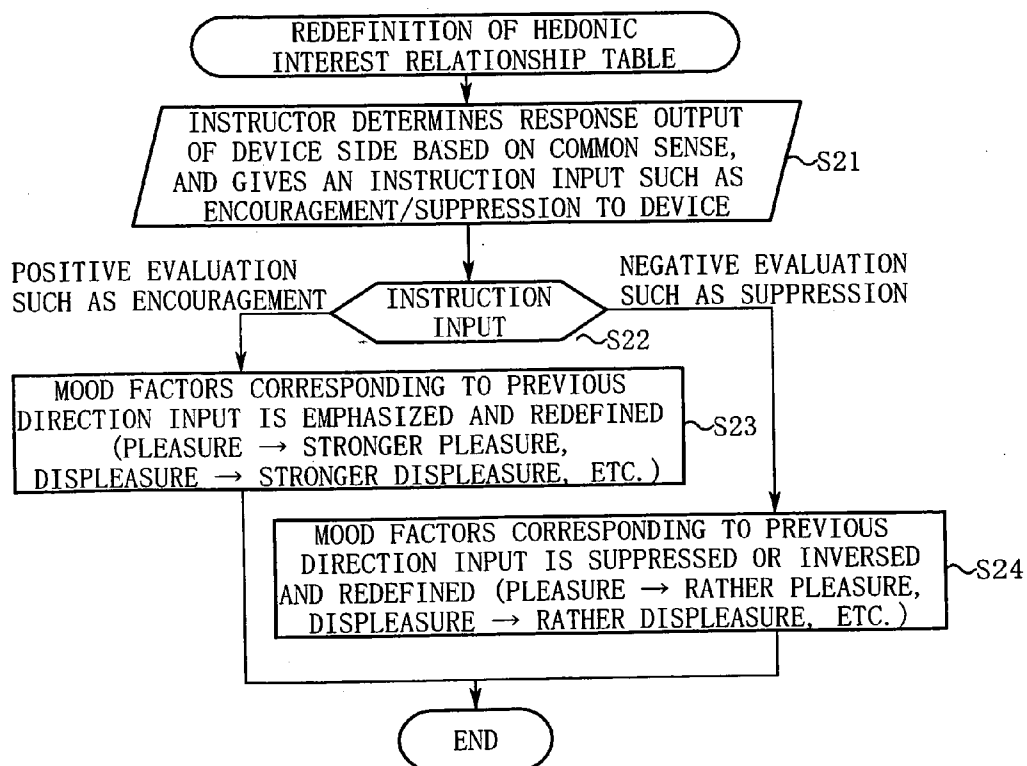 REDEFINITION OF HEDONIC
INTEREST RELATIONSHIP TABLE
INSTRUCTOR DETERMINES RESPONSE OUTPUT
OF DEVICE SIDE BASED ON COMMON SENSE,
AND GIVES AN INSTRUCTION INPUT SUCH AS
ENCOURAGEMENT/SUPPRESSION TO DEVICE
S21
POSITIVE EVALUATION
SUCH AS ENCOURAGEMENT
INSTRUCTION
INPUT
NEGATIVE EVALUATION
SUCH AS SUPPRESSION
S22
MOOD FACTORS CORRESPONDING TO PREVIOUS
DIRECTION INPUT IS EMPHASIZED AND REDEFINED
(PLEASURE → STRONGER PLEASURE,
DISPLEASURE → STRONGER DISPLEASURE, ETC.)
S23
MOOD FACTORS CORRESPONDING TO PREVIOUS
DIRECTION INPUT IS SUPPRESSED OR INVERSED
AND REDEFINED (PLEASURE → RATHER PLEASURE,
DISPLEASURE → RATHER DISPLEASURE, ETC.)
S24
END